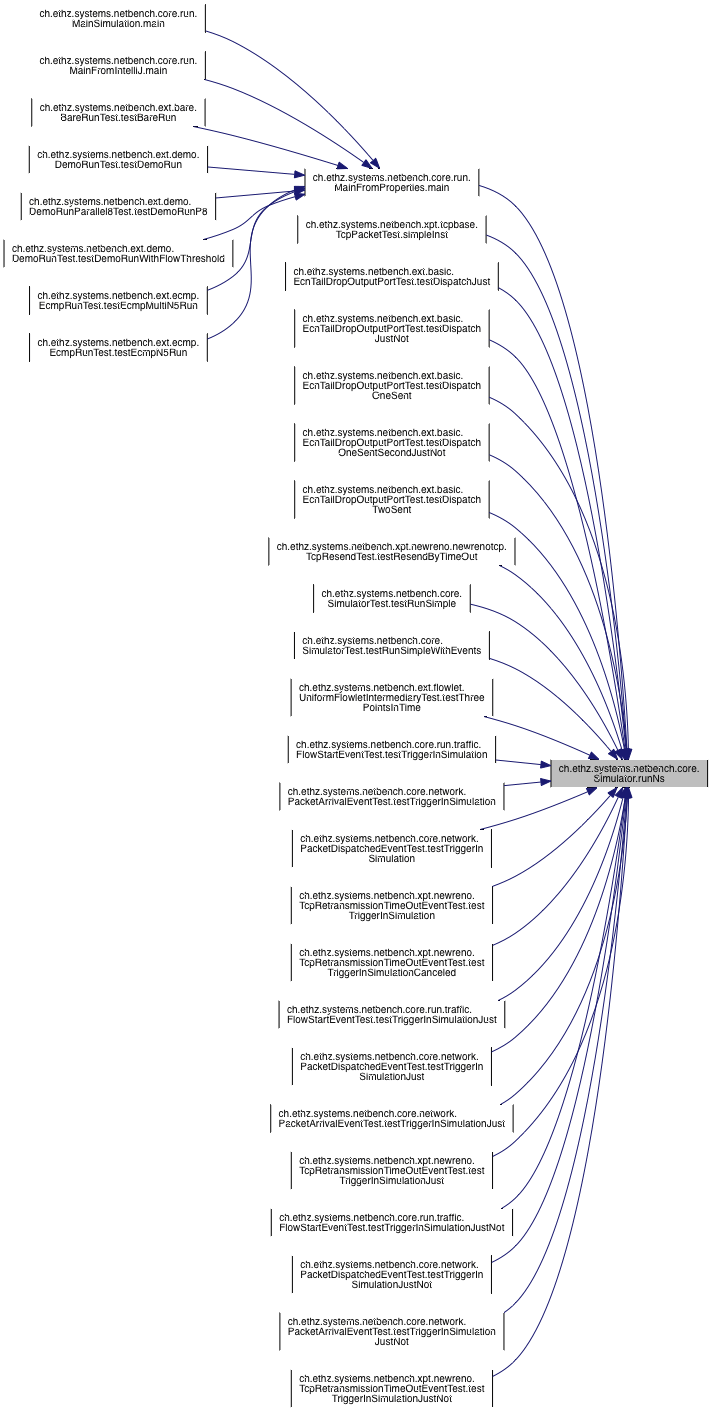 ch.ethz.systems.netbench.core.run.
MainSimulation.main
ch.ethz.systems.netbench.core.run.
MainFromIntelliJ.main
ch.ethz.systems.netbench.ext.bare.
BareRunTest.testBareRun
ch.ethz.systems.netbench.ext.demo.
DemoRunTest.testDemoRun
ch.ethz.systems.netbench.ext.demo.
DemoRunParallel8Test.testDemoRunP8
ch.ethz.systems.netbench.ext.demo.
DemoRunTest.testDemoRunWithFlowThreshold
ch.ethz.systems.netbench.ext.ecmp.
EcmpRunTest.testEcmpMultiN5Run
ch.ethz.systems.netbench.ext.ecmp.
EcmpRunTest.testEcmpN5Run
ch.ethz.systems.netbench.core.run.
MainFromProperties.main
ch.ethz.systems.netbench.xpt.tcpbase.
TcpPacketTest.simpleInst
ch.ethz.systems.netbench.ext.basic.
EcnTailDropOutputPortTest.testDispatchJust
ch.ethz.systems.netbench.ext.basic.
EcnTailDropOutputPortTest.testDispatch
JustNot
ch.ethz.systems.netbench.ext.basic.
EcnTailDropOutputPortTest.testDispatch
OneSent
ch.ethz.systems.netbench.ext.basic.
EcnTailDropOutputPortTest.testDispatch
OneSentSecondJustNot
ch.ethz.systems.netbench.ext.basic.
EcnTailDropOutputPortTest.testDispatch
TwoSent
ch.ethz.systems.netbench.xpt.newreno.newrenotcp.
TcpResendTest.testResendByTimeOut
ch.ethz.systems.netbench.core.
SimulatorTest.testRunSimple
ch.ethz.systems.netbench.core.
SimulatorTest.testRunSimpleWithEvents
ch.ethz.systems.netbench.ext.flowlet.
UniformFlowletIntermediaryTest.testThree
PointsInTime
ch.ethz.systems.netbench.core.run.traffic.
FlowStartEventTest.testTriggerInSimulation
ch.ethz.systems.netbench.core.network.
PacketArrivalEventTest.testTriggerInSimulation
ch.ethz.systems.netbench.core.network.
PacketDispatchedEventTest.testTriggerIn
Simulation
ch.ethz.systems.netbench.xpt.newreno.
TcpRetransmissionTimeOutEventTest.test
TriggerInSimulation
ch.ethz.systems.netbench.xpt.newreno.
TcpRetransmissionTimeOutEventTest.test
TriggerInSimulationCanceled
ch.ethz.systems.netbench.core.run.traffic.
FlowStartEventTest.testTriggerInSimulationJust
ch.ethz.systems.netbench.core.network.
PacketDispatchedEventTest.testTriggerIn
SimulationJust
ch.ethz.systems.netbench.core.network.
PacketArrivalEventTest.testTriggerInSimulationJust
ch.ethz.systems.netbench.xpt.newreno.
TcpRetransmissionTimeOutEventTest.test
TriggerInSimulationJust
ch.ethz.systems.netbench.core.run.traffic.
FlowStartEventTest.testTriggerInSimulationJustNot
ch.ethz.systems.netbench.core.network.
PacketDispatchedEventTest.testTriggerIn
SimulationJustNot
ch.ethz.systems.netbench.core.network.
PacketArrivalEventTest.testTriggerInSimulation
JustNot
ch.ethz.systems.netbench.xpt.newreno.
TcpRetransmissionTimeOutEventTest.test
TriggerInSimulationJustNot
ch.ethz.systems.netbench.core.
Simulator.runNs